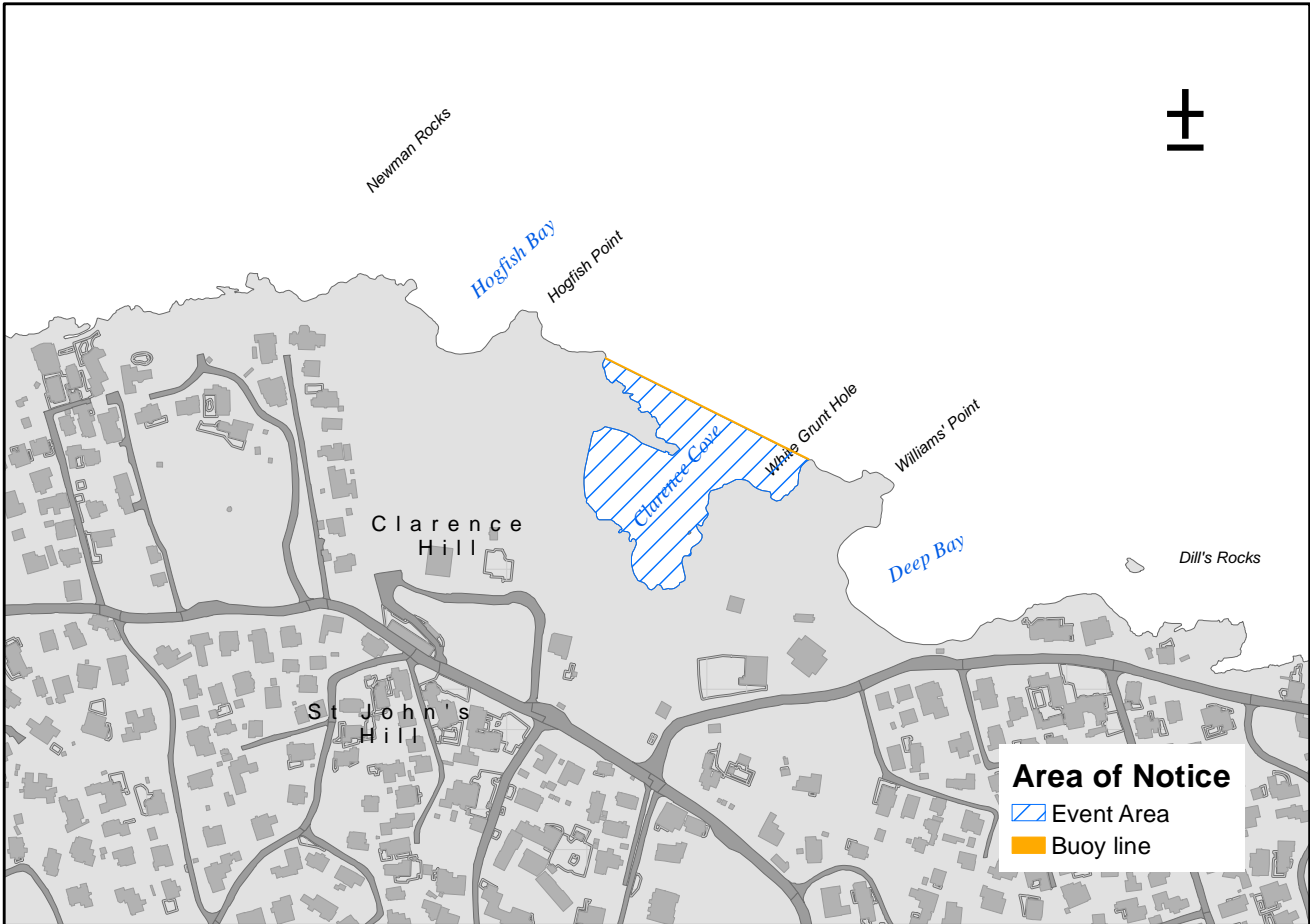 Newman Rocks
Hogfish Bay
Hogfish Point
White Grunt Hole
Clarence Cove
Williams' Point
Deep Bay
Dill's Rocks
Clarence
Hill
St John's
Hill
Area of Notice
Event Area
Buoy line